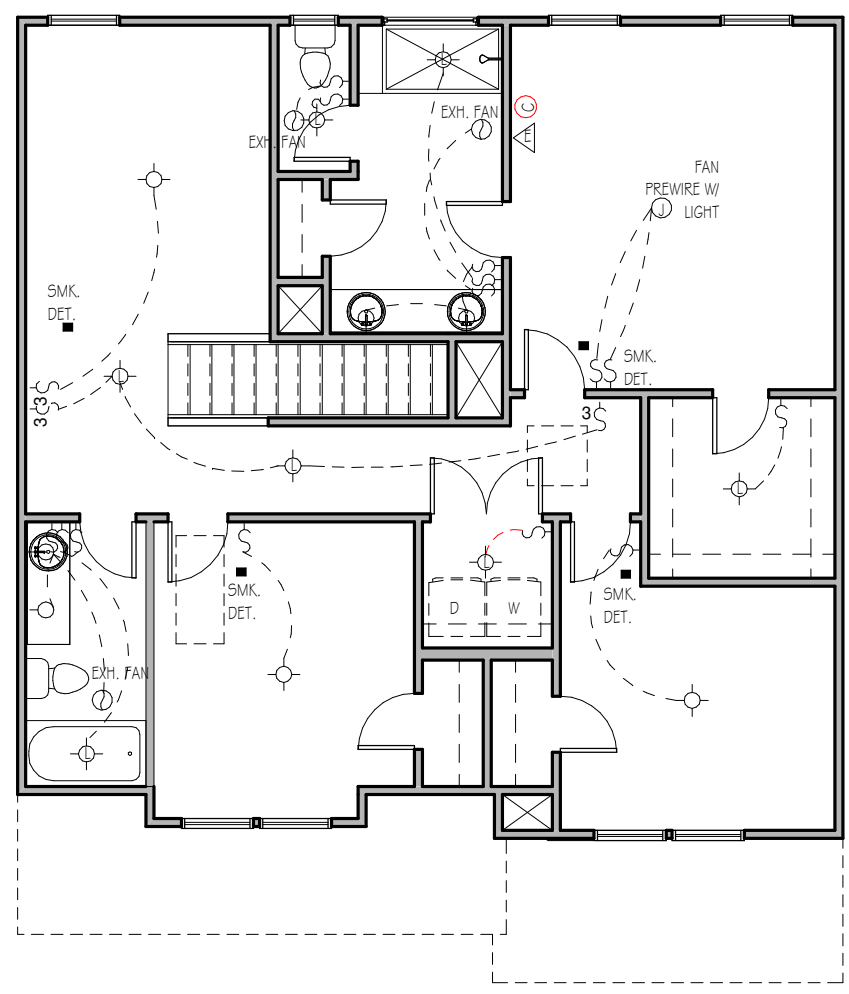 L
EXH. FAN
C
EXH. FAN
L
E
FAN
PREWIRE W/
LIGHT
J
SMK.
DET.
SMK.
DET.
L
3
3
3
L
L
L
D
W
SMK.
DET.
SMK.
DET.
EXH. FAN
L